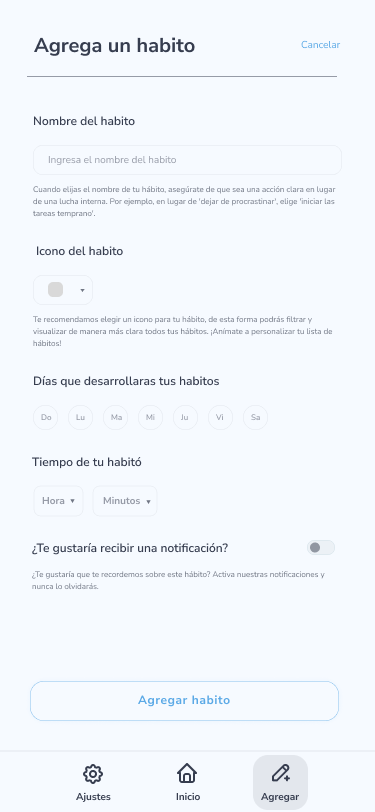 Agrega un habito
Cancelar
Nombre del habito
Ingresa el nombre del habito
Cuando elijas el nombre de tu hábito, asegúrate de que sea una acción clara en lugar
de una lucha interna. Por ejemplo, en lugar de 'dejar de procrastinar', elige 'iniciar las
tareas temprano'.
Icono del habito
Te recomendamos elegir un icono para tu hábito, de esta forma podrás filtrar y
visualizar de manera más clara todos tus hábitos. ¡Anímate a personalizar tu lista de
hábitos!
Días que desarrollaras tus habitos
Do Lu Ma Mi Ju Vi Sa
Tiempo de tu habitó
Hora Minutos
¿Te gustaría recibir una notificación?
¿Te gustaría que te recordemos sobre este hábito? Activa nuestras notificaciones y
nunca lo olvidarás.
Agregar habito
Ajustes Inicio Agregar